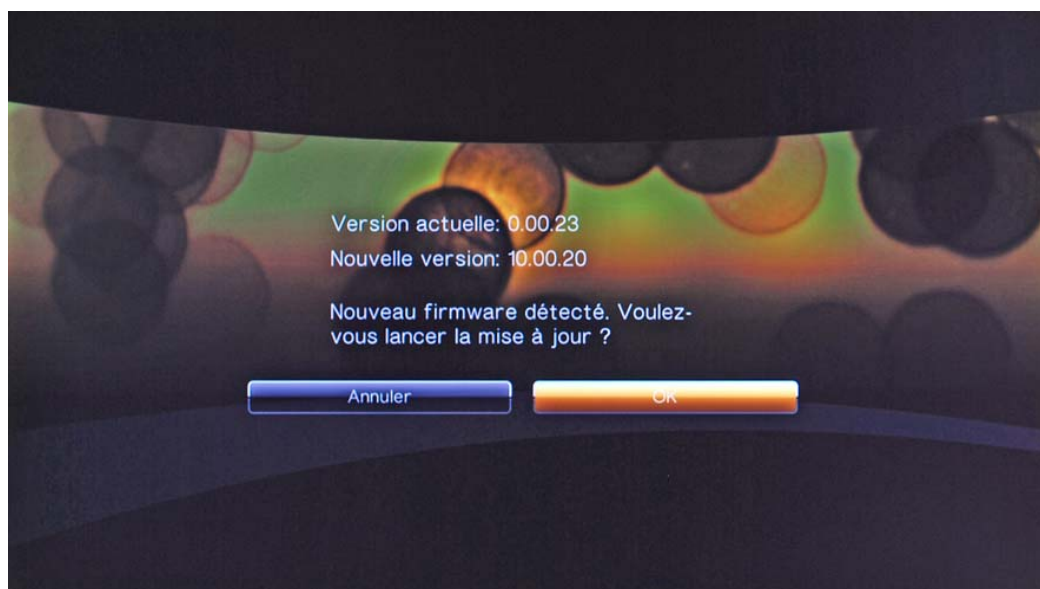 Version actuelle: 0.00.23
Nouvelle version: 10.00.20
Nouveau firmware détecté. Voulez-
vous lancer la mise à jour ?
Annuler
OK